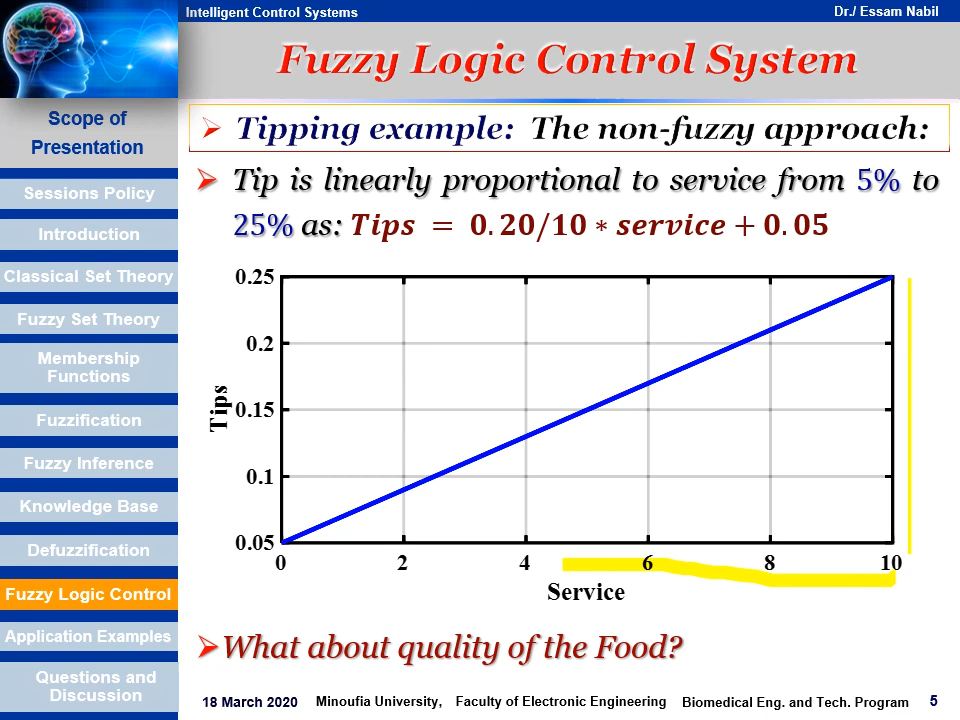 Intelligent Control Systems
Dr./ Essam Nabil
Fuzzy Logic Control System
Scope of
Presentation
Sessions Policy
Introduction
Classical Set Theory
Fuzzy Set Theory
Membership
Functions
Fuzzification
Fuzzy Inference
Knowledge Base
Defuzzification
Fuzzy Logic Control
Application Examples
Questions and
Discussion
➢ Tipping example: The non-fuzzy approach:
➢ Tip is linearly proportional to service from 5% to
25% as: Tips = 0.20/10 ∗ service + 0.05
0.25
0.2
0.15
0.1
0.05
Tips
0 2 4 6 8 10
Service
➢What about quality of the Food?
18 March 2020 Minoufia University, Faculty of Electronic Engineering Biomedical Eng. and Tech. Program 5